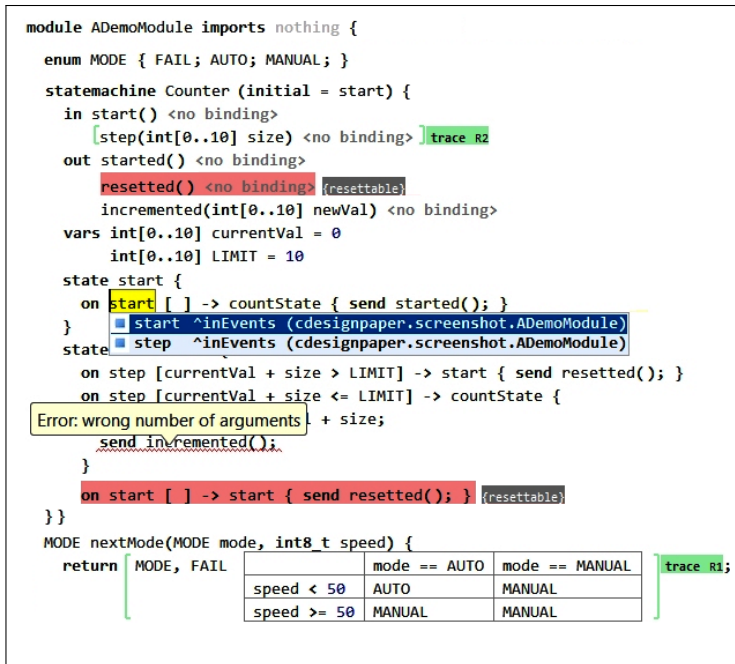 module ADemoModule imports nothing {
enum MODE { FAIL; AUTO; MANUAL; }
statemachine Counter (initial = start) {
in start() <no binding>
[step(int[0..10] size) <no binding> ] trace R2
out started() <no binding>
resetted() <no binding> {resettable}
incremented(int[0..10] newVal) <no binding>
vars int[0..10] currentVal = 0
int[0..10] LIMIT = 10
state start {
on start [ ] -> countState { send started(); }
start ^inEvents (cdesignpaper.screenshot.ADemoModule)
} step ^inEvents (cdesignpaper.screenshot.ADemoModule)
state {
on step [currentVal + size > LIMIT] -> start { send resetted(); }
on step [currentVal + size <= LIMIT] -> countState {
Error: wrong number of arguments + size;
send incremented();
}
on start [ ] -> start { send resetted(); } {resettable}
} }
MODE nextMode(MODE mode, int8_t speed) {
return [ MODE, FAIL mode == AUTO mode == MANUAL ] trace R1;
speed < 50 AUTO MANUAL
speed >= 50 MANUAL MANUAL